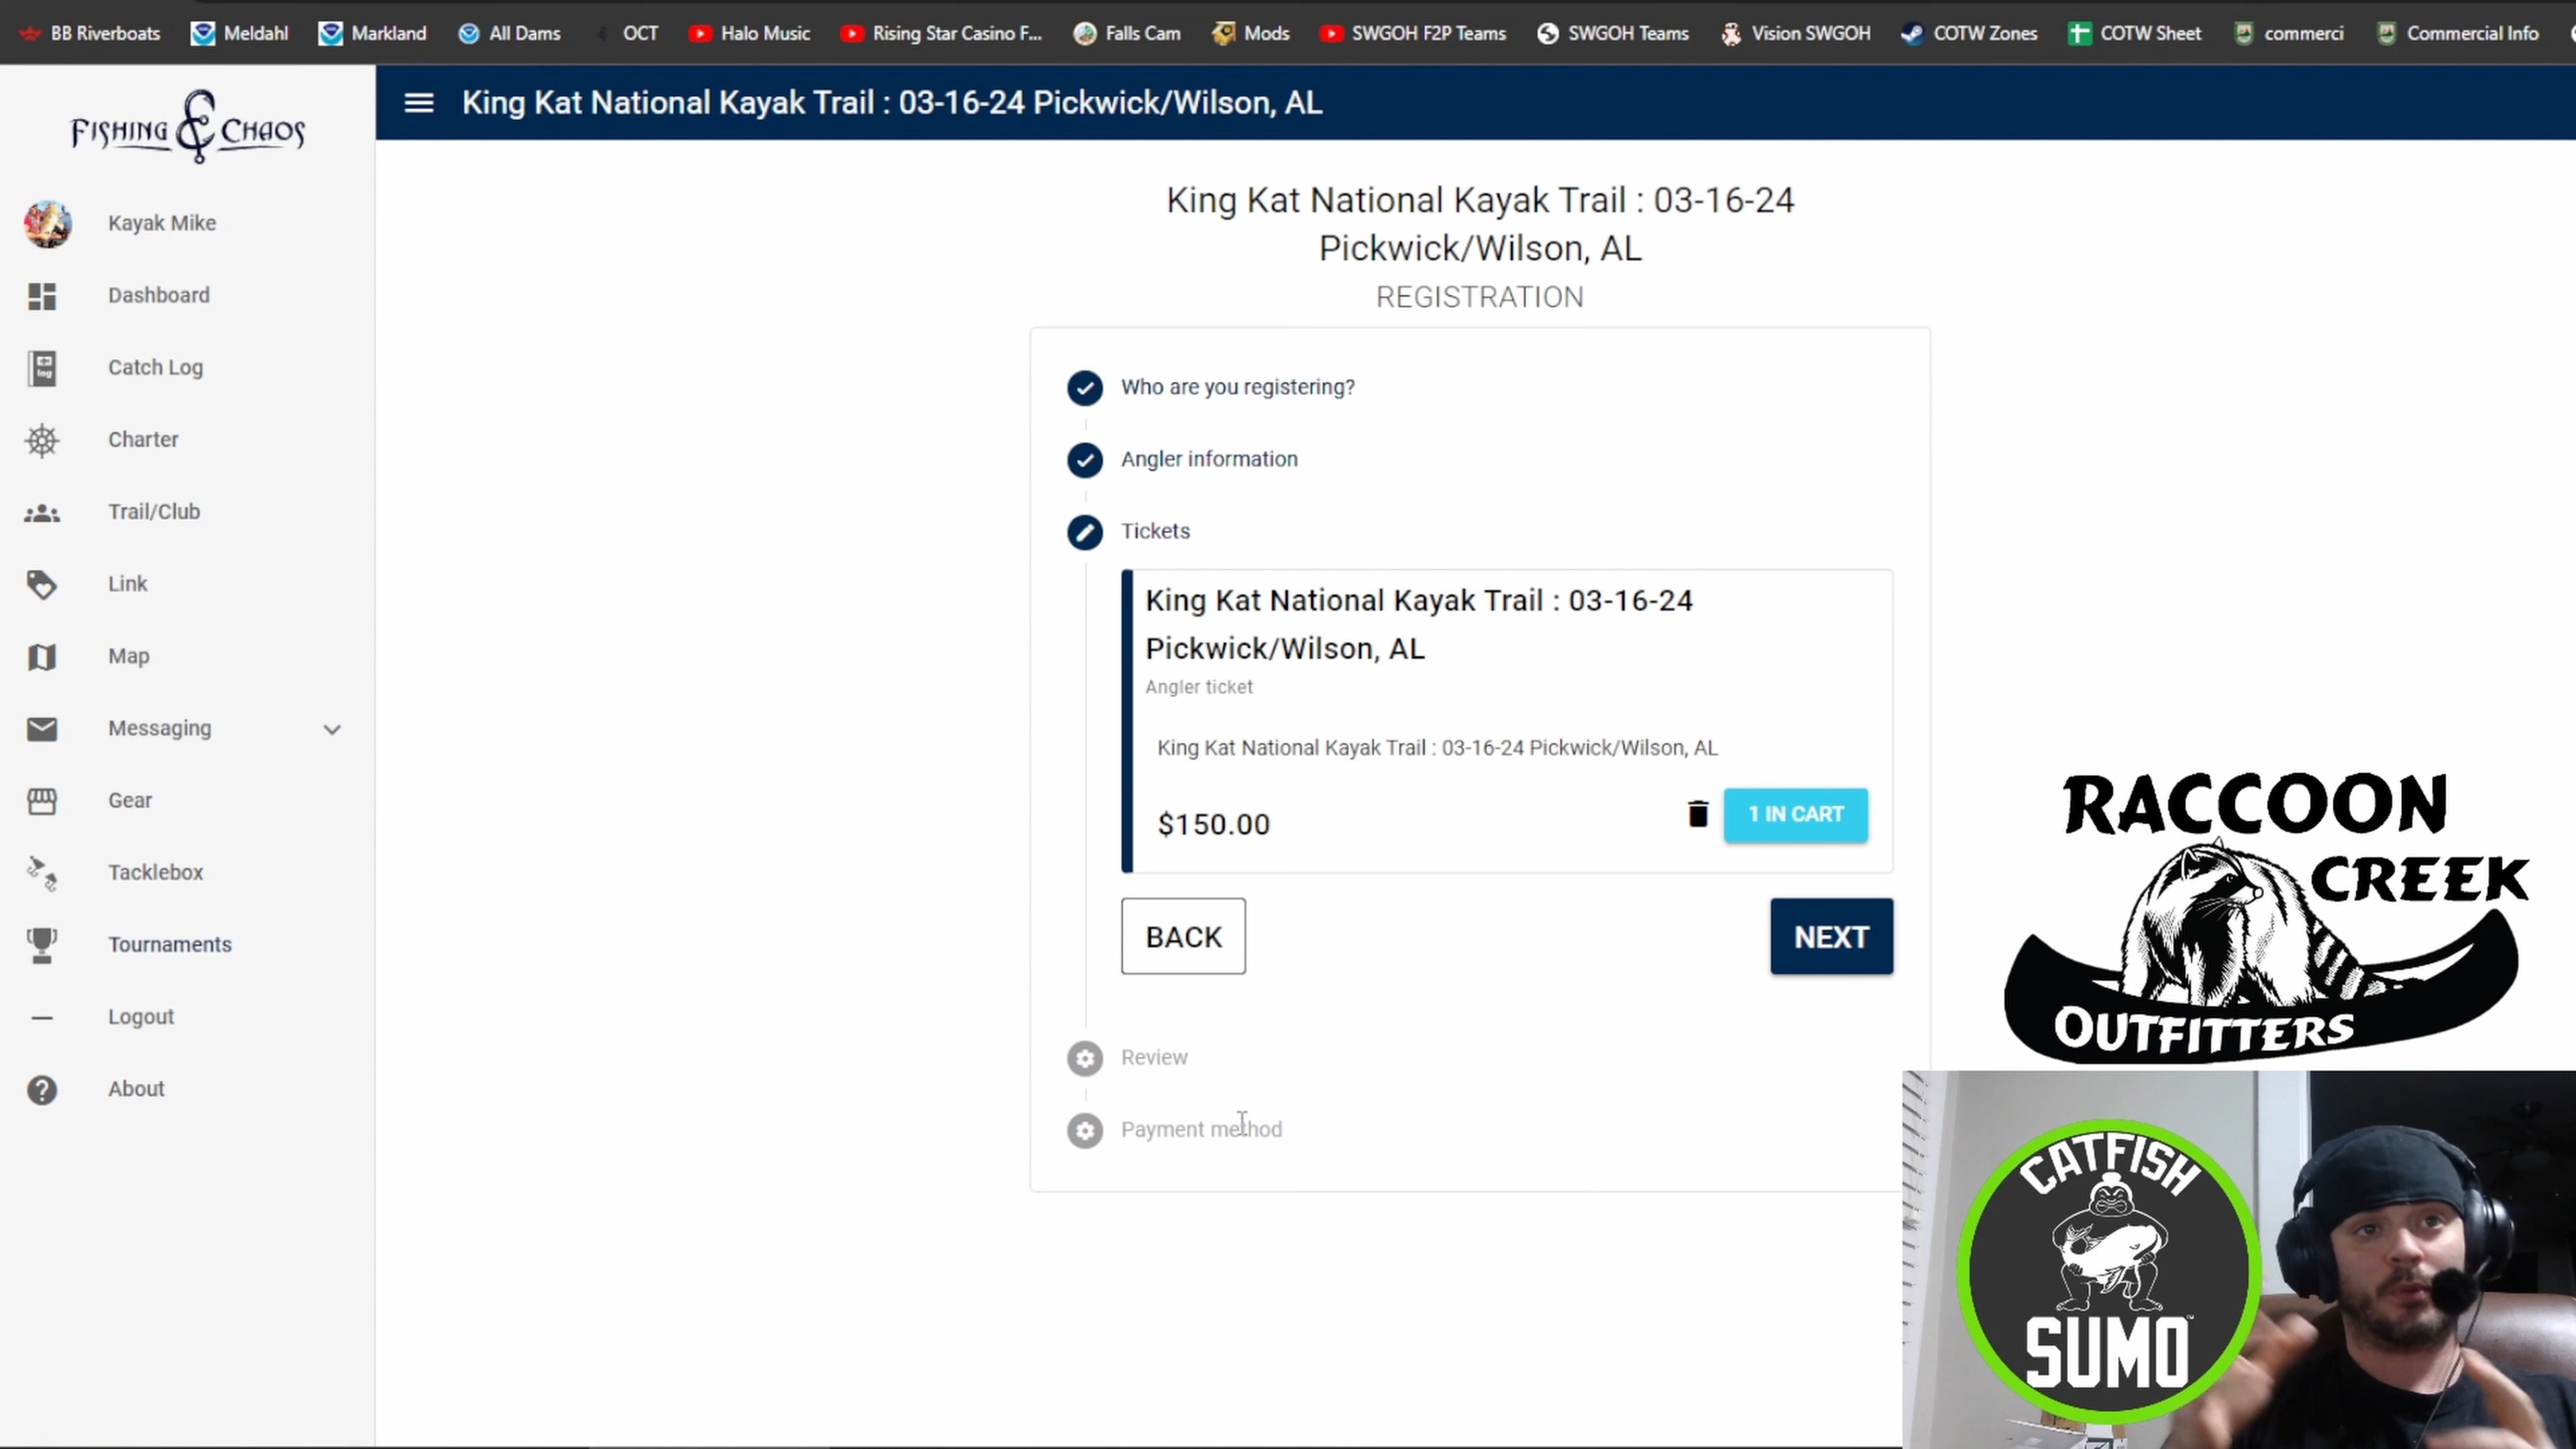 BB Riverboats Meldahl Markland All Dams OCT Halo Music Rising Star Casino F... Falls Cam Mods SWGOH F2P Teams SWGOH Teams Vision SWGOH COTW Zones COTW Sheet commerci Commercial Info
FISHING & CHAOS
King Kat National Kayak Trail : 03-16-24 Pickwick/Wilson, AL
Kayak Mike
Dashboard
Catch Log
Charter
Trail/Club
Link
Map
Messaging
Gear
Tacklebox
Tournaments
Logout
About
King Kat National Kayak Trail : 03-16-24
Pickwick/Wilson, AL
REGISTRATION
Who are you registering?
Angler information
Tickets
King Kat National Kayak Trail : 03-16-24
Pickwick/Wilson, AL
Angler ticket
King Kat National Kayak Trail : 03-16-24 Pickwick/Wilson, AL
$150.00
1 IN CART
BACK
NEXT
Review
Payment method
RACCOON
CREEK
OUTFITTERS
CATFISH
SUMO